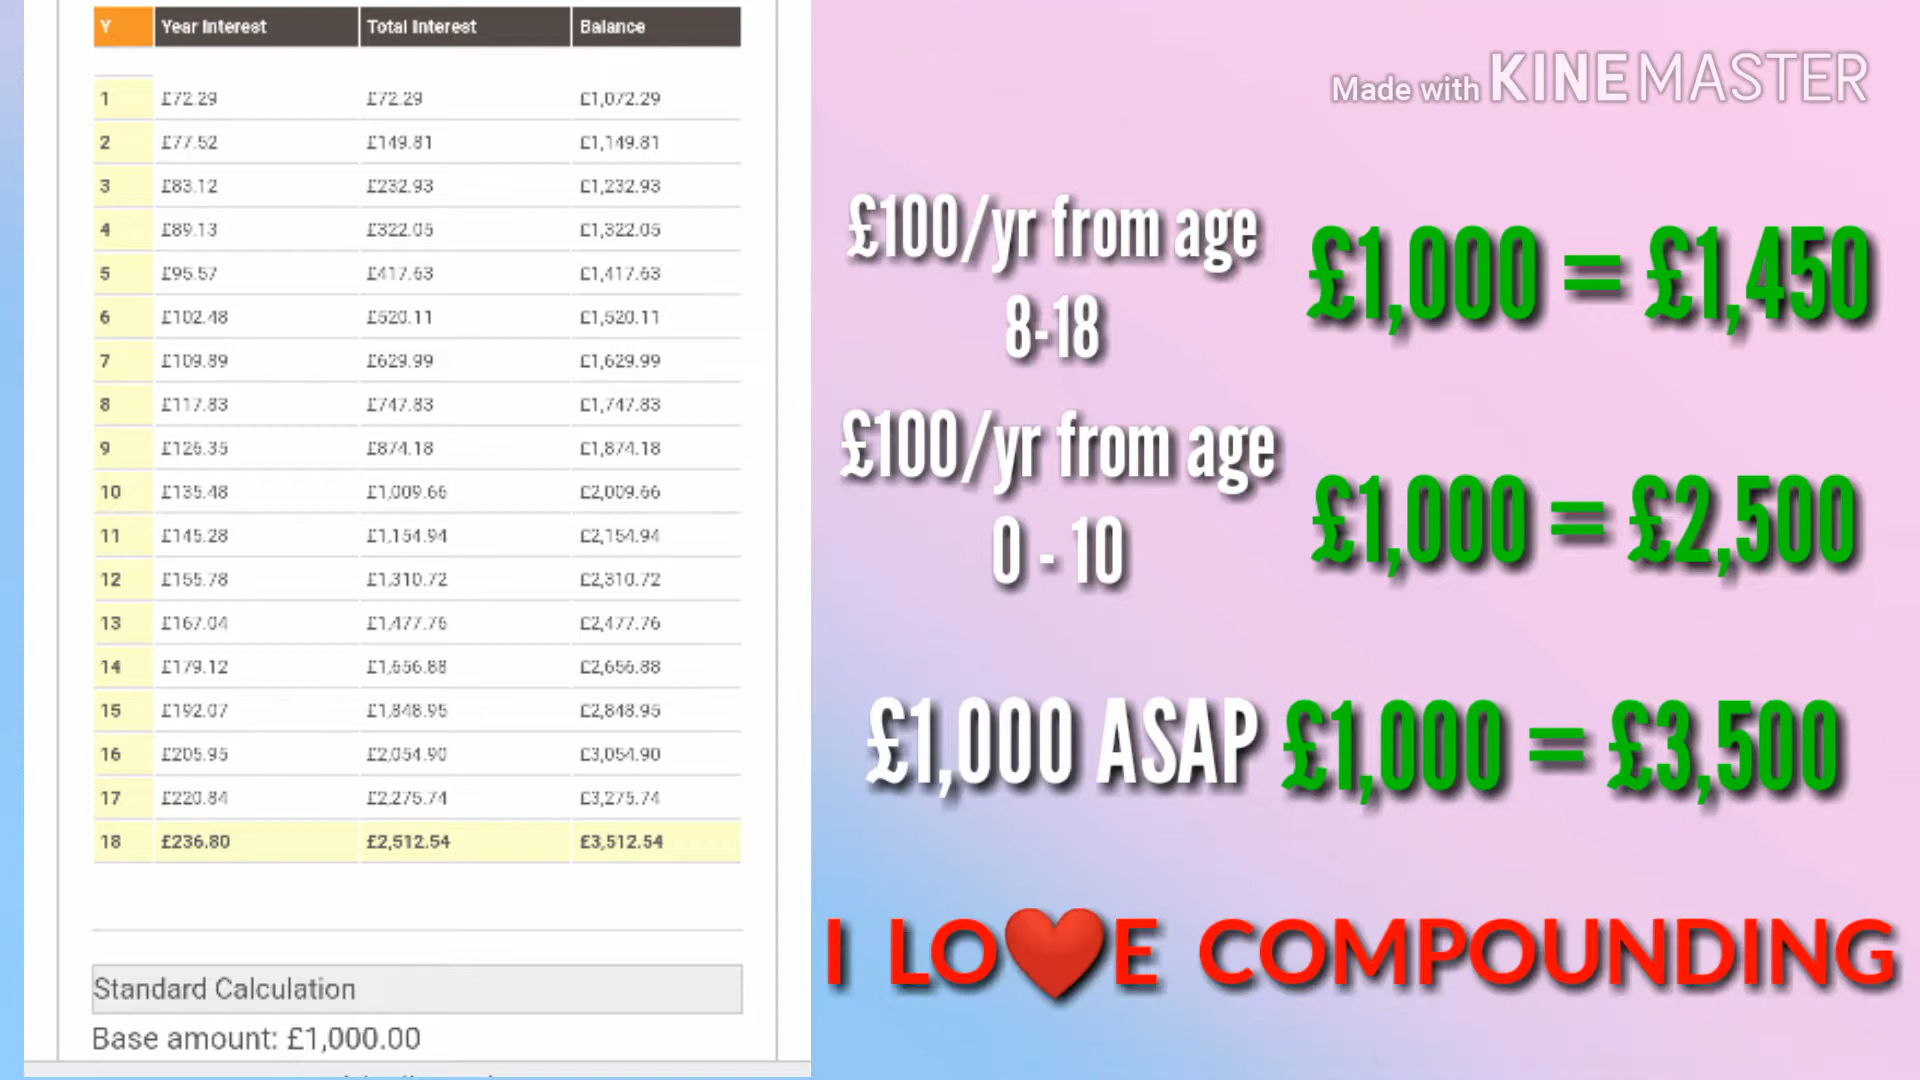 Y Year Interest Total Interest Balance
1 £72.29 £72.29 £1,072.29
2 £77.52 £149.81 £1,149.81
3 £83.12 £232.93 £1,232.93
4 £89.13 £322.05 £1,322.05
5 £95.57 £417.63 £1,417.63
6 £102.48 £520.11 £1,520.11
7 £109.89 £629.99 £1,629.99
8 £117.83 £747.83 £1,747.83
9 £126.35 £874.18 £1,874.18
10 £135.48 £1,009.66 £2,009.66
11 £145.28 £1,154.94 £2,154.94
12 £155.78 £1,310.72 £2,310.72
13 £167.04 £1,477.76 £2,477.76
14 £179.12 £1,656.88 £2,656.88
15 £192.07 £1,848.95 £2,848.95
16 £205.95 £2,054.90 £3,054.90
17 £220.84 £2,275.74 £3,275.74
18 £236.80 £2,512.54 £3,512.54
Standard Calculation
Base amount: £1,000.00
Made with KINEMASTER
£100/yr from age
8-18
£1,000 = £1,450
£100/yr from age
0 - 10
£1,000 = £2,500
£1,000 ASAP £1,000 = £3,500
I LO❤E COMPOUNDING